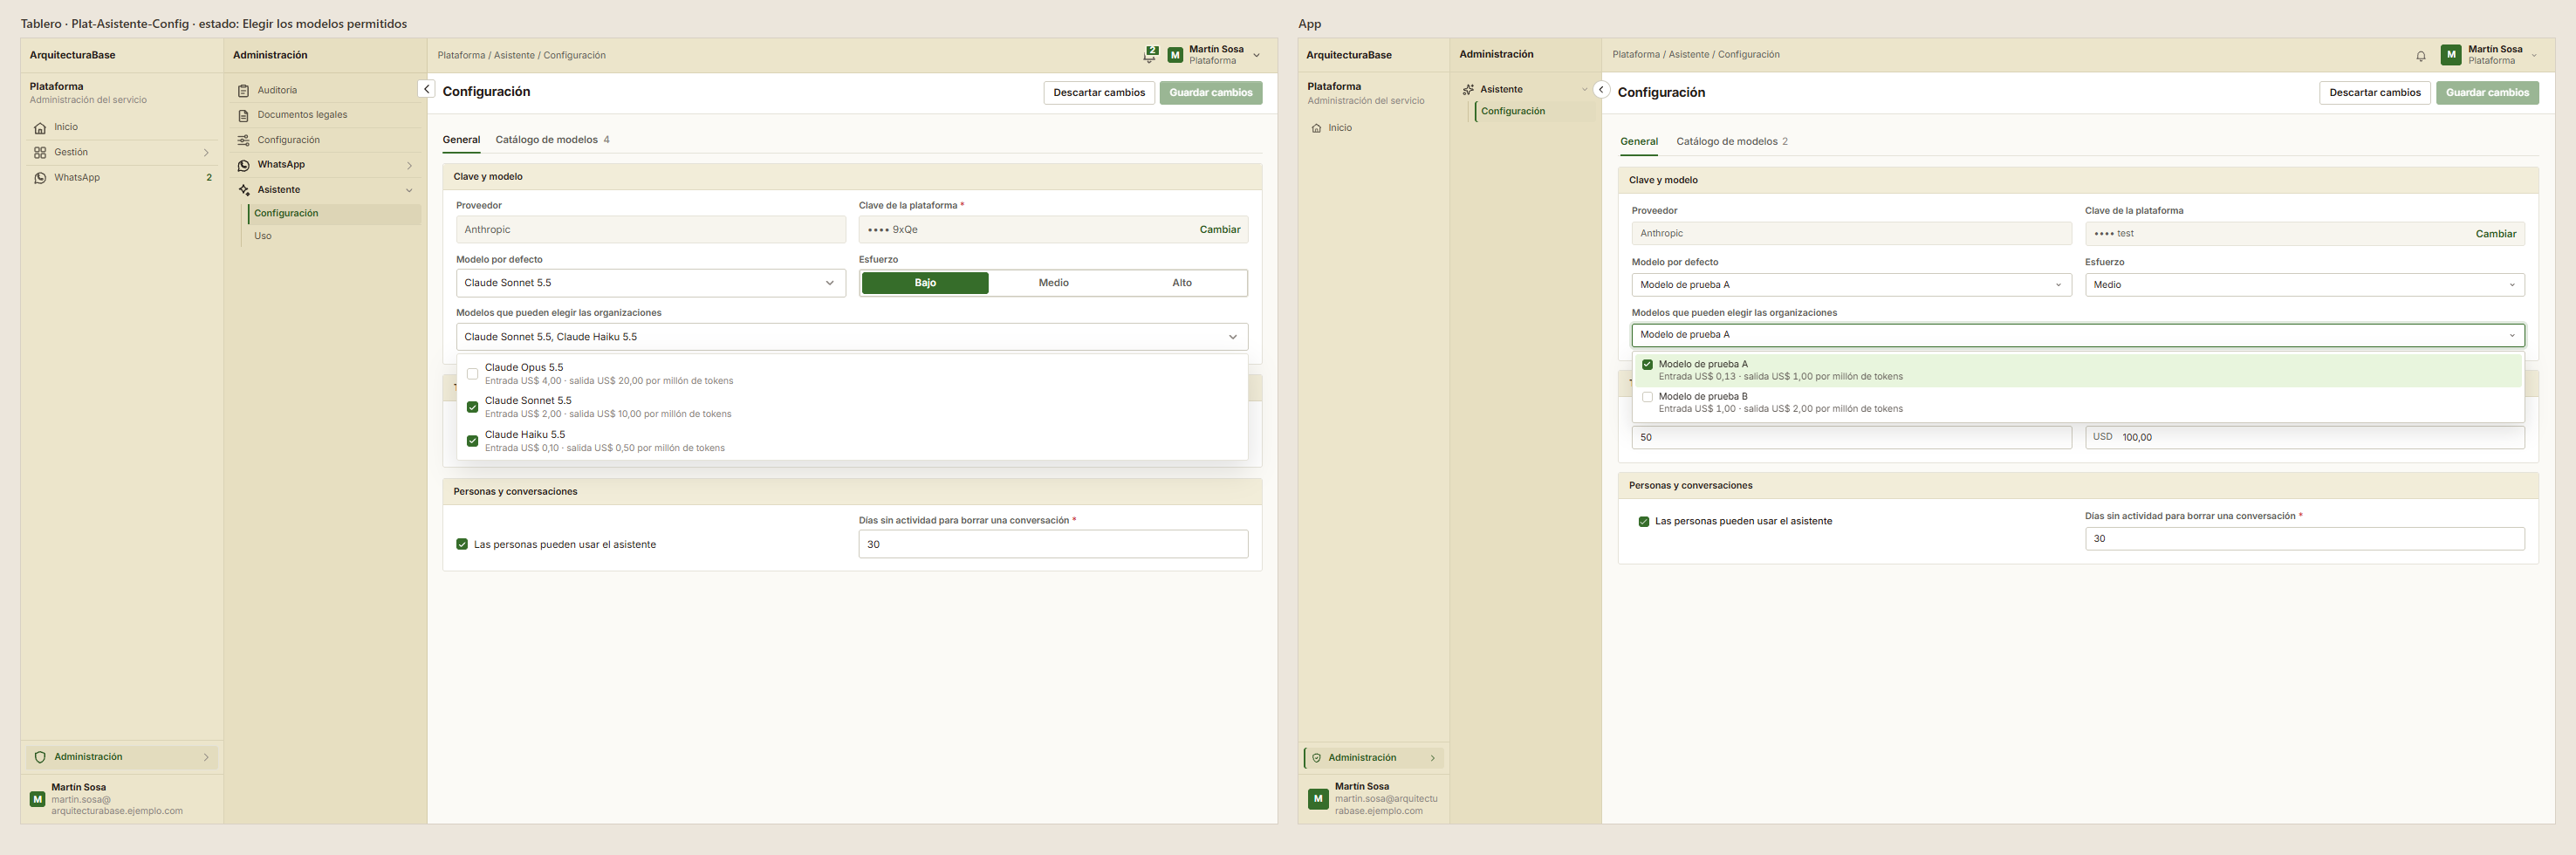 Tablero · Plat-Asistente-Config · estado: Elegir los modelos permitidos
ArquitecturaBase
Plataforma
Administración del servicio
Inicio
Gestión
WhatsApp 2
Administración
Martín Sosa
martin.sosa@
arquitecturabase.ejemplo.com
M
Administración
Auditoría
Documentos legales
Configuración
WhatsApp
Asistente
Configuración
Uso
Plataforma / Asistente / Configuración
2
M
Martín Sosa
Plataforma
Configuración
Descartar cambios
Guardar cambios
General
Catálogo de modelos 4
Clave y modelo
Proveedor
Anthropic
Clave de la plataforma *
•••• 9xQe
Cambiar
Modelo por defecto
Claude Sonnet 5.5
Esfuerzo
Bajo
Medio
Alto
Modelos que pueden elegir las organizaciones
Claude Sonnet 5.5, Claude Haiku 5.5
Claude Opus 5.5
Entrada US$ 4,00 · salida US$ 20,00 por millón de tokens
Claude Sonnet 5.5
Entrada US$ 2,00 · salida US$ 10,00 por millón de tokens
Claude Haiku 5.5
Entrada US$ 0,10 · salida US$ 0,50 por millón de tokens
Personas y conversaciones
Las personas pueden usar el asistente
Días sin actividad para borrar una conversación *
30
App
ArquitecturaBase
Plataforma
Administración del servicio
Inicio
Administración
M
Martín Sosa
martin.sosa@arquitectu
rabase.ejemplo.com
Administración
Asistente
Configuración
Plataforma / Asistente / Configuración
M
Martín Sosa
Plataforma
Configuración
Descartar cambios
Guardar cambios
General
Catálogo de modelos 2
Clave y modelo
Proveedor
Anthropic
Clave de la plataforma
•••• test
Cambiar
Modelo por defecto
Modelo de prueba A
Esfuerzo
Medio
Modelos que pueden elegir las organizaciones
Modelo de prueba A
Modelo de prueba A
Entrada US$ 0,13 · salida US$ 1,00 por millón de tokens
Modelo de prueba B
Entrada US$ 1,00 · salida US$ 2,00 por millón de tokens
50
USD 100,00
Personas y conversaciones
Las personas pueden usar el asistente
Días sin actividad para borrar una conversación *
30